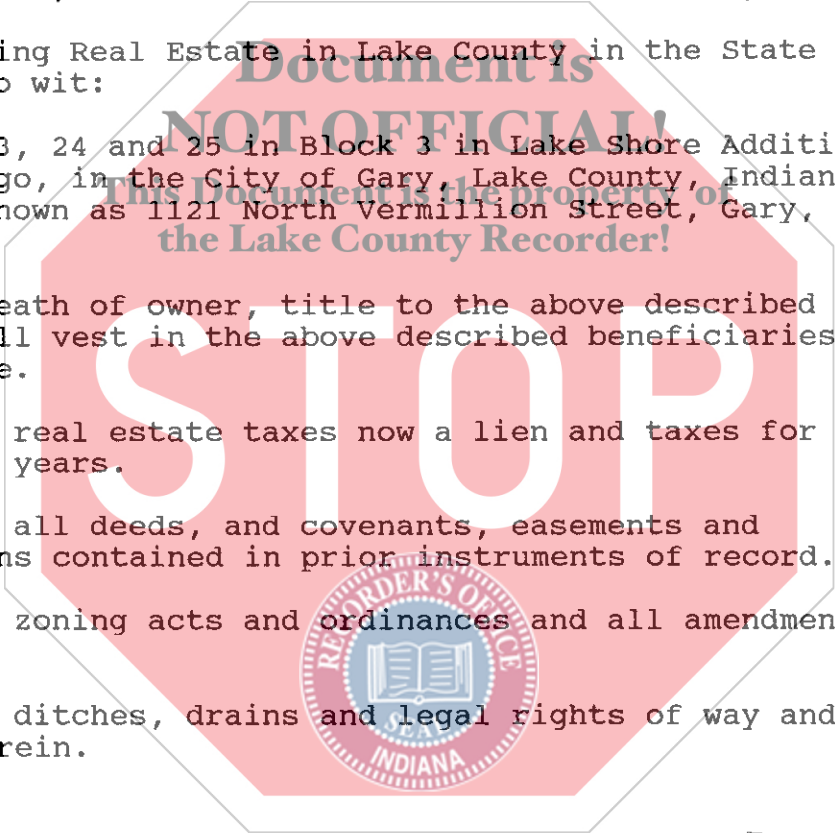 ing Real Estate in Lake County in the State
wit:
Document is
NOT OFFICIAL!
This Document is the property of
the Lake County Recorder!
3, 24 and 25 in Block 3 in Lake Shore Additi
go, in the City of Gary, Lake County, Indian
nown as 1121 North Vermillion Street, Gary,
eath of owner, title to the above described
ll vest in the above described beneficiaries
e.
STOP
real estate taxes now a lien and taxes for
years.
all deeds, and covenants, easements and
ns contained in prior instruments of record.
zoning acts and ordinances and all amendmen
ditches, drains and legal rights of way and
rein.
RECORDER'S OFFICE
SEAL
INDIANA